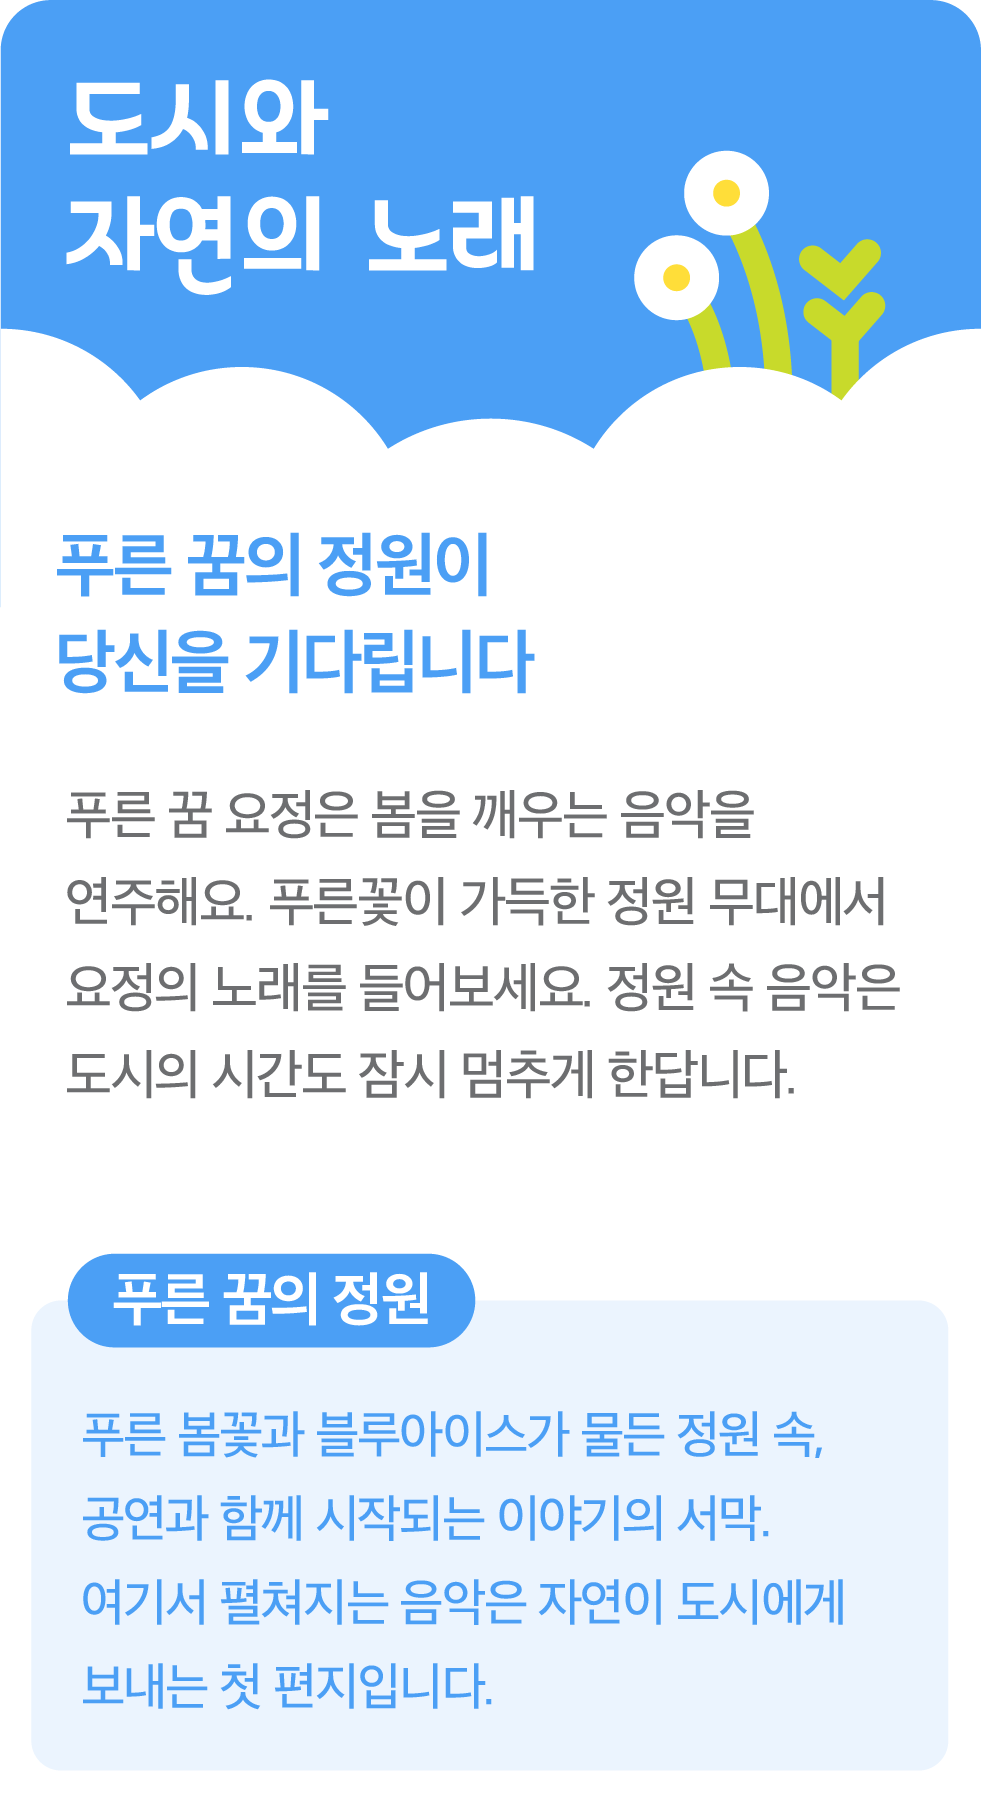 도시와
자연의 노래
푸른 꿈의 정원이
당신을 기다립니다
푸른 꿈 요정은 봄을 깨우는 음악을
연주해요. 푸른꽃이 가득한 정원 무대에서
요정의 노래를 들어보세요. 정원 속 음악은
도시의 시간도 잠시 멈추게 한답니다.
푸른 꿈의 정원
푸른 봄꽃과 블루아이스가 물든 정원 속,
공연과 함께 시작되는 이야기의 서막.
여기서 펼쳐지는 음악은 자연이 도시에게
보내는 첫 편지입니다.